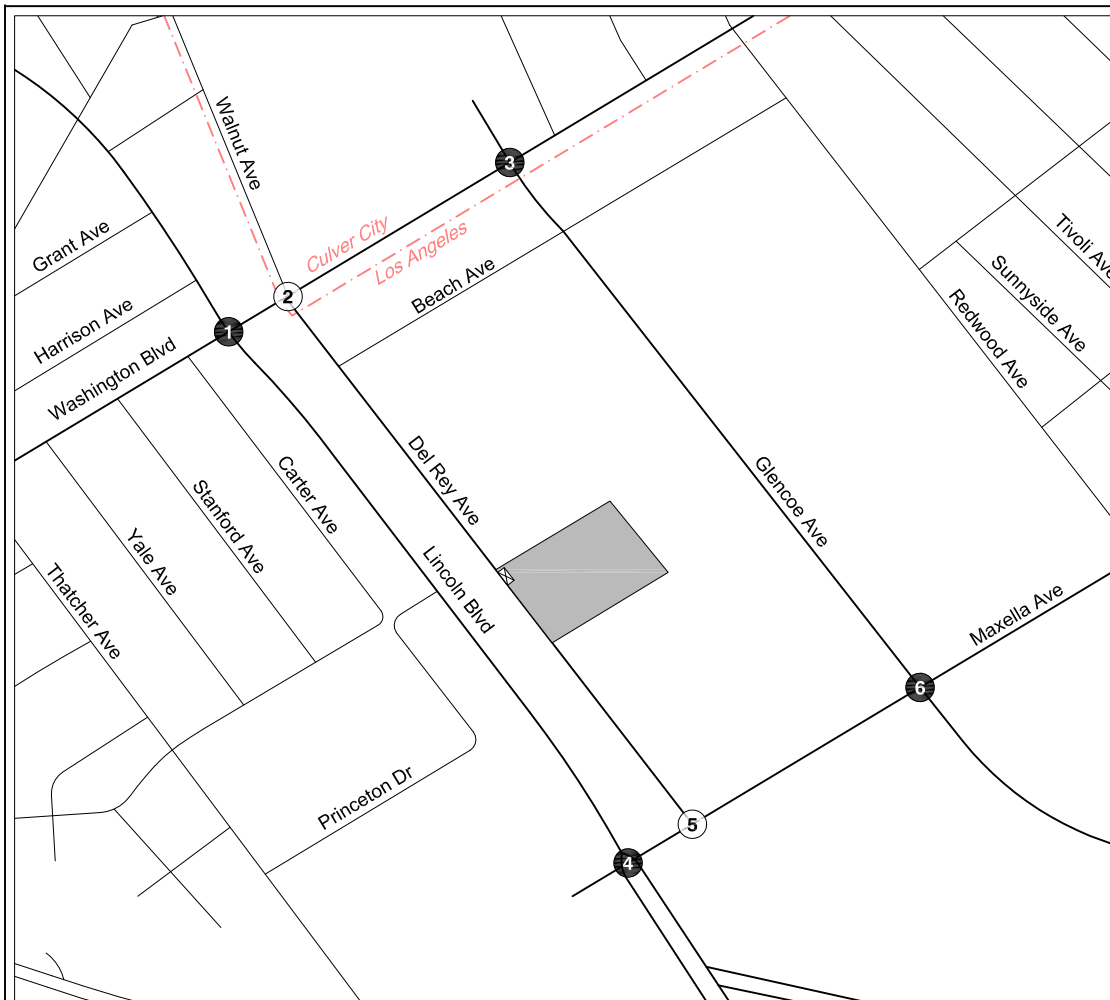 Walnut Ave
3
Grant Ave
Culver City
Los Angeles
Tivoli Ave
Beach Ave
Sunnyside Ave
2
Harrison Ave
1
Redwood Ave
Washington Blvd
Del Rey Ave
Carter Ave
Stanford Ave
Glencoe Ave
Yale Ave
Lincoln Blvd
Thatcher Ave
Maxella Ave
6
Princeton Dr
5
4